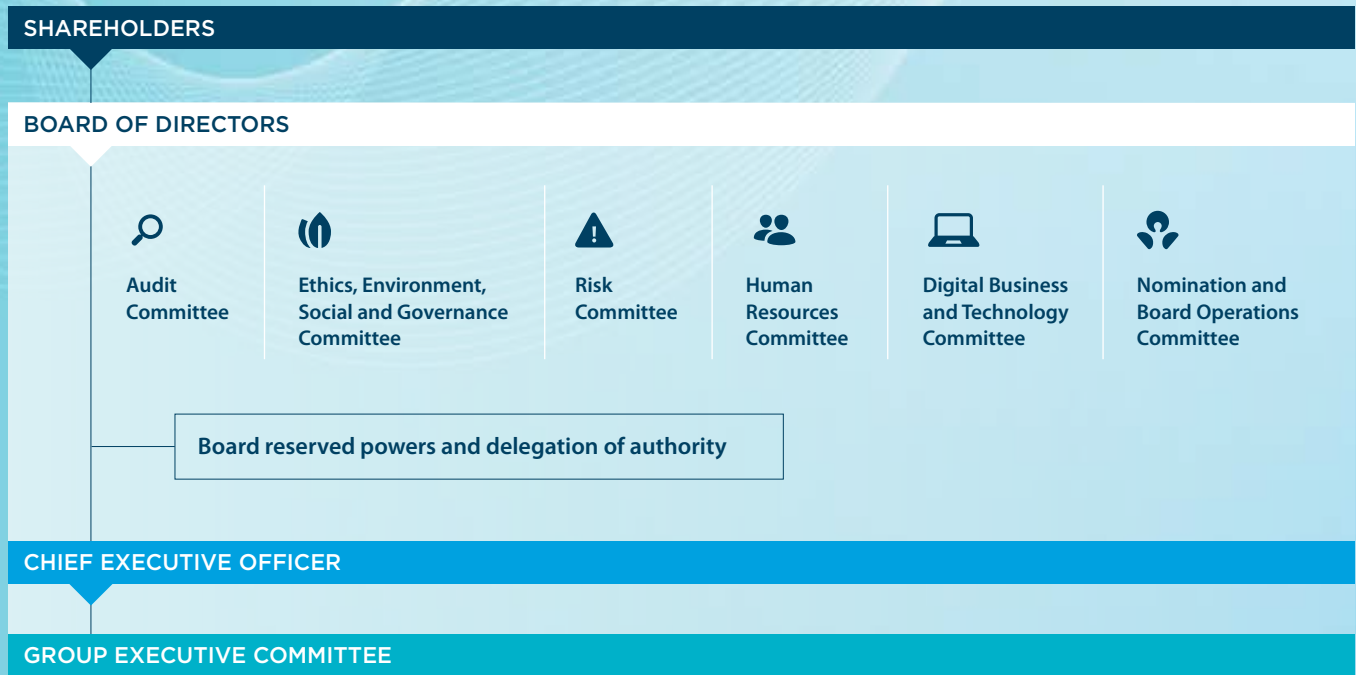 SHAREHOLDERS
BOARD OF DIRECTORS
Audit
Committee
Ethics, Environment,
Social and Governance
Committee
Risk
Committee
Human
Resources
Committee
Digital Business
and Technology
Committee
Nomination and
Board Operations
Committee
Board reserved powers and delegation of authority
CHIEF EXECUTIVE OFFICER
GROUP EXECUTIVE COMMITTEE